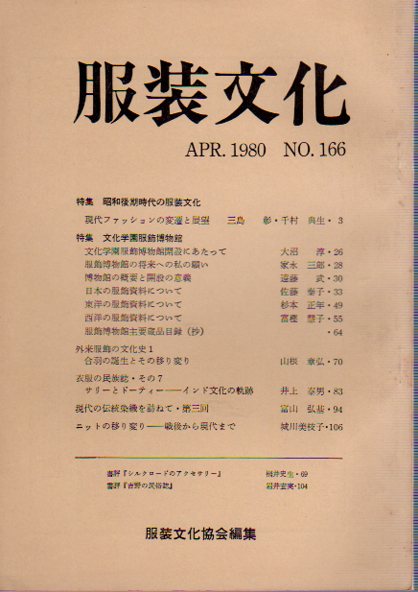 服装文化
APR. 1980 NO. 166
特集 昭和後期時代の服装文化
現代ファッションの変遷と展望 三島 彰・千村 典生・ 3
特集 文化学園服飾博物館
文化学園服飾博物館開設にあたって 大沼 淳・26
服飾博物館の将来への私の願い 家永 三郎・28
博物館の概要と開設の意義 遠藤 武・30
日本の服飾資料について 佐藤 泰子・33
東洋の服飾資料について 杉本 正年・49
西洋の服飾資料について 富樫 慧子・55
服飾博物館主要蔵品目録(抄) ・64
外来服飾の文化史1
合羽の誕生とその移り変り 山根 章弘・70
衣服の民族誌・その7
サリーとドーティー——インド文化の軌跡 井上 泰男・83
現代の伝統染織を訪ねて・第三回 富山 弘基・94
ニットの移り変り——戦後から現代まで 城川美枝子・106
書評『シルクロードのアクセサリー』 桐井史生・69
書評『吉野の民俗誌』 岩井宏実・104
服装文化協会編集